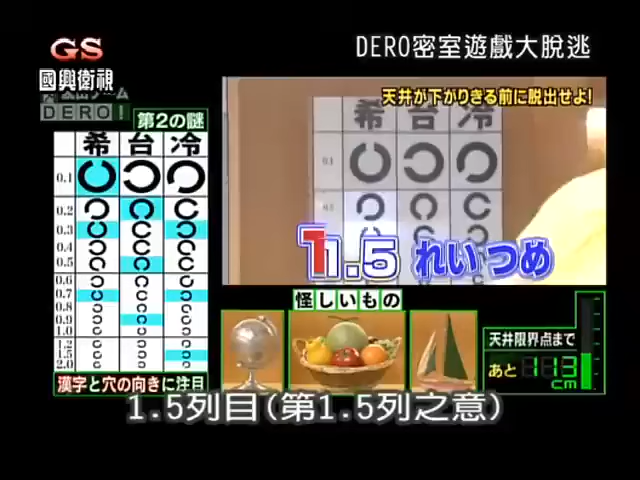 GS
國興衛視
DERO密室遊戲大脫逃
DERO!
第2の謎
天井が下がりきる前に脱出せよ!
希 台 冷
0.1
0.2
0.3
0.4
0.5
0.6
0.7
0.8
0.9
1.0
1.2
1.5
2.0
漢字と穴の向きに注目
希 台 冷
0.1
1.5 れいつめ
怪しいもの
天井限界点まで
あと 113 cm
1.5列目(第1.5列之意)